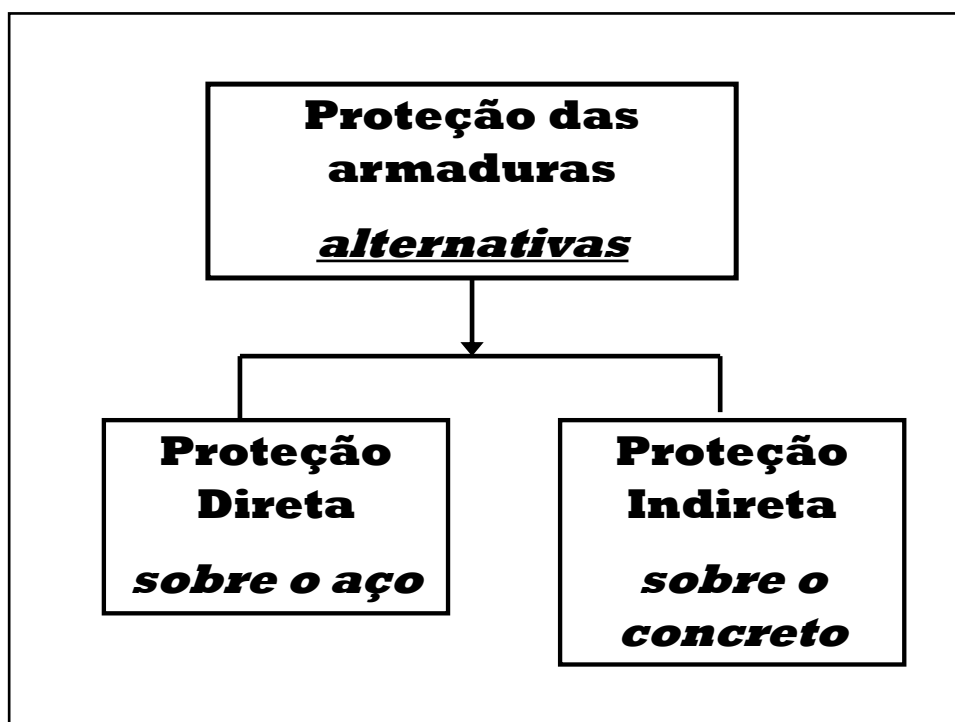 Proteção das
armaduras
alternativas
Proteção
Direta
sobre o aço
Proteção
Indireta
sobre o
concreto